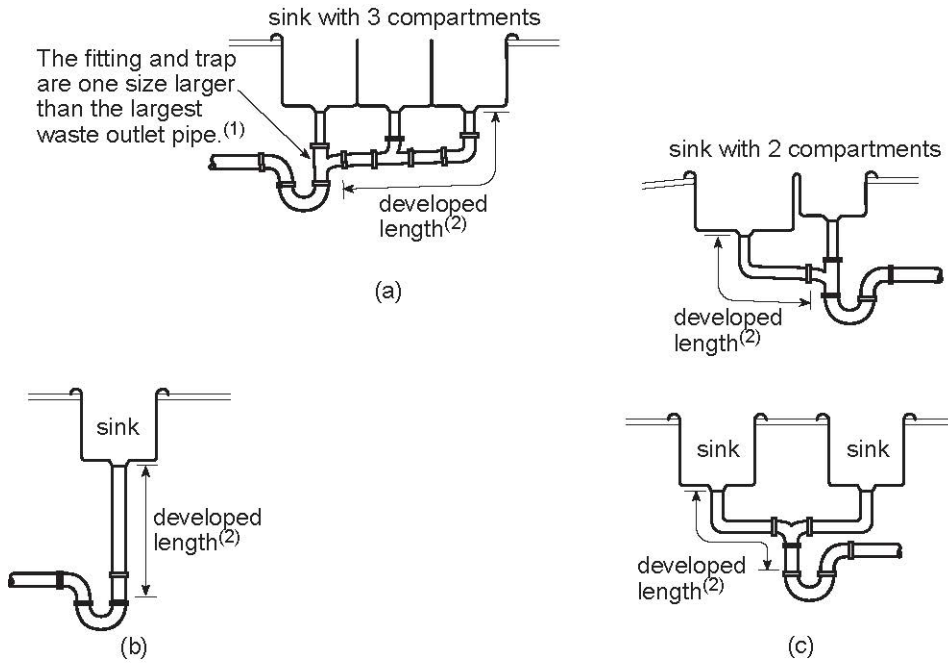 sink with 3 compartments
The fitting and trap
are one size larger
than the largest
waste outlet pipe.(1)
developed
length(2)
(a)
sink with 2 compartments
developed
length(2)
sink
developed
length(2)
(b)
sink
sink
developed
length(2)
(c)